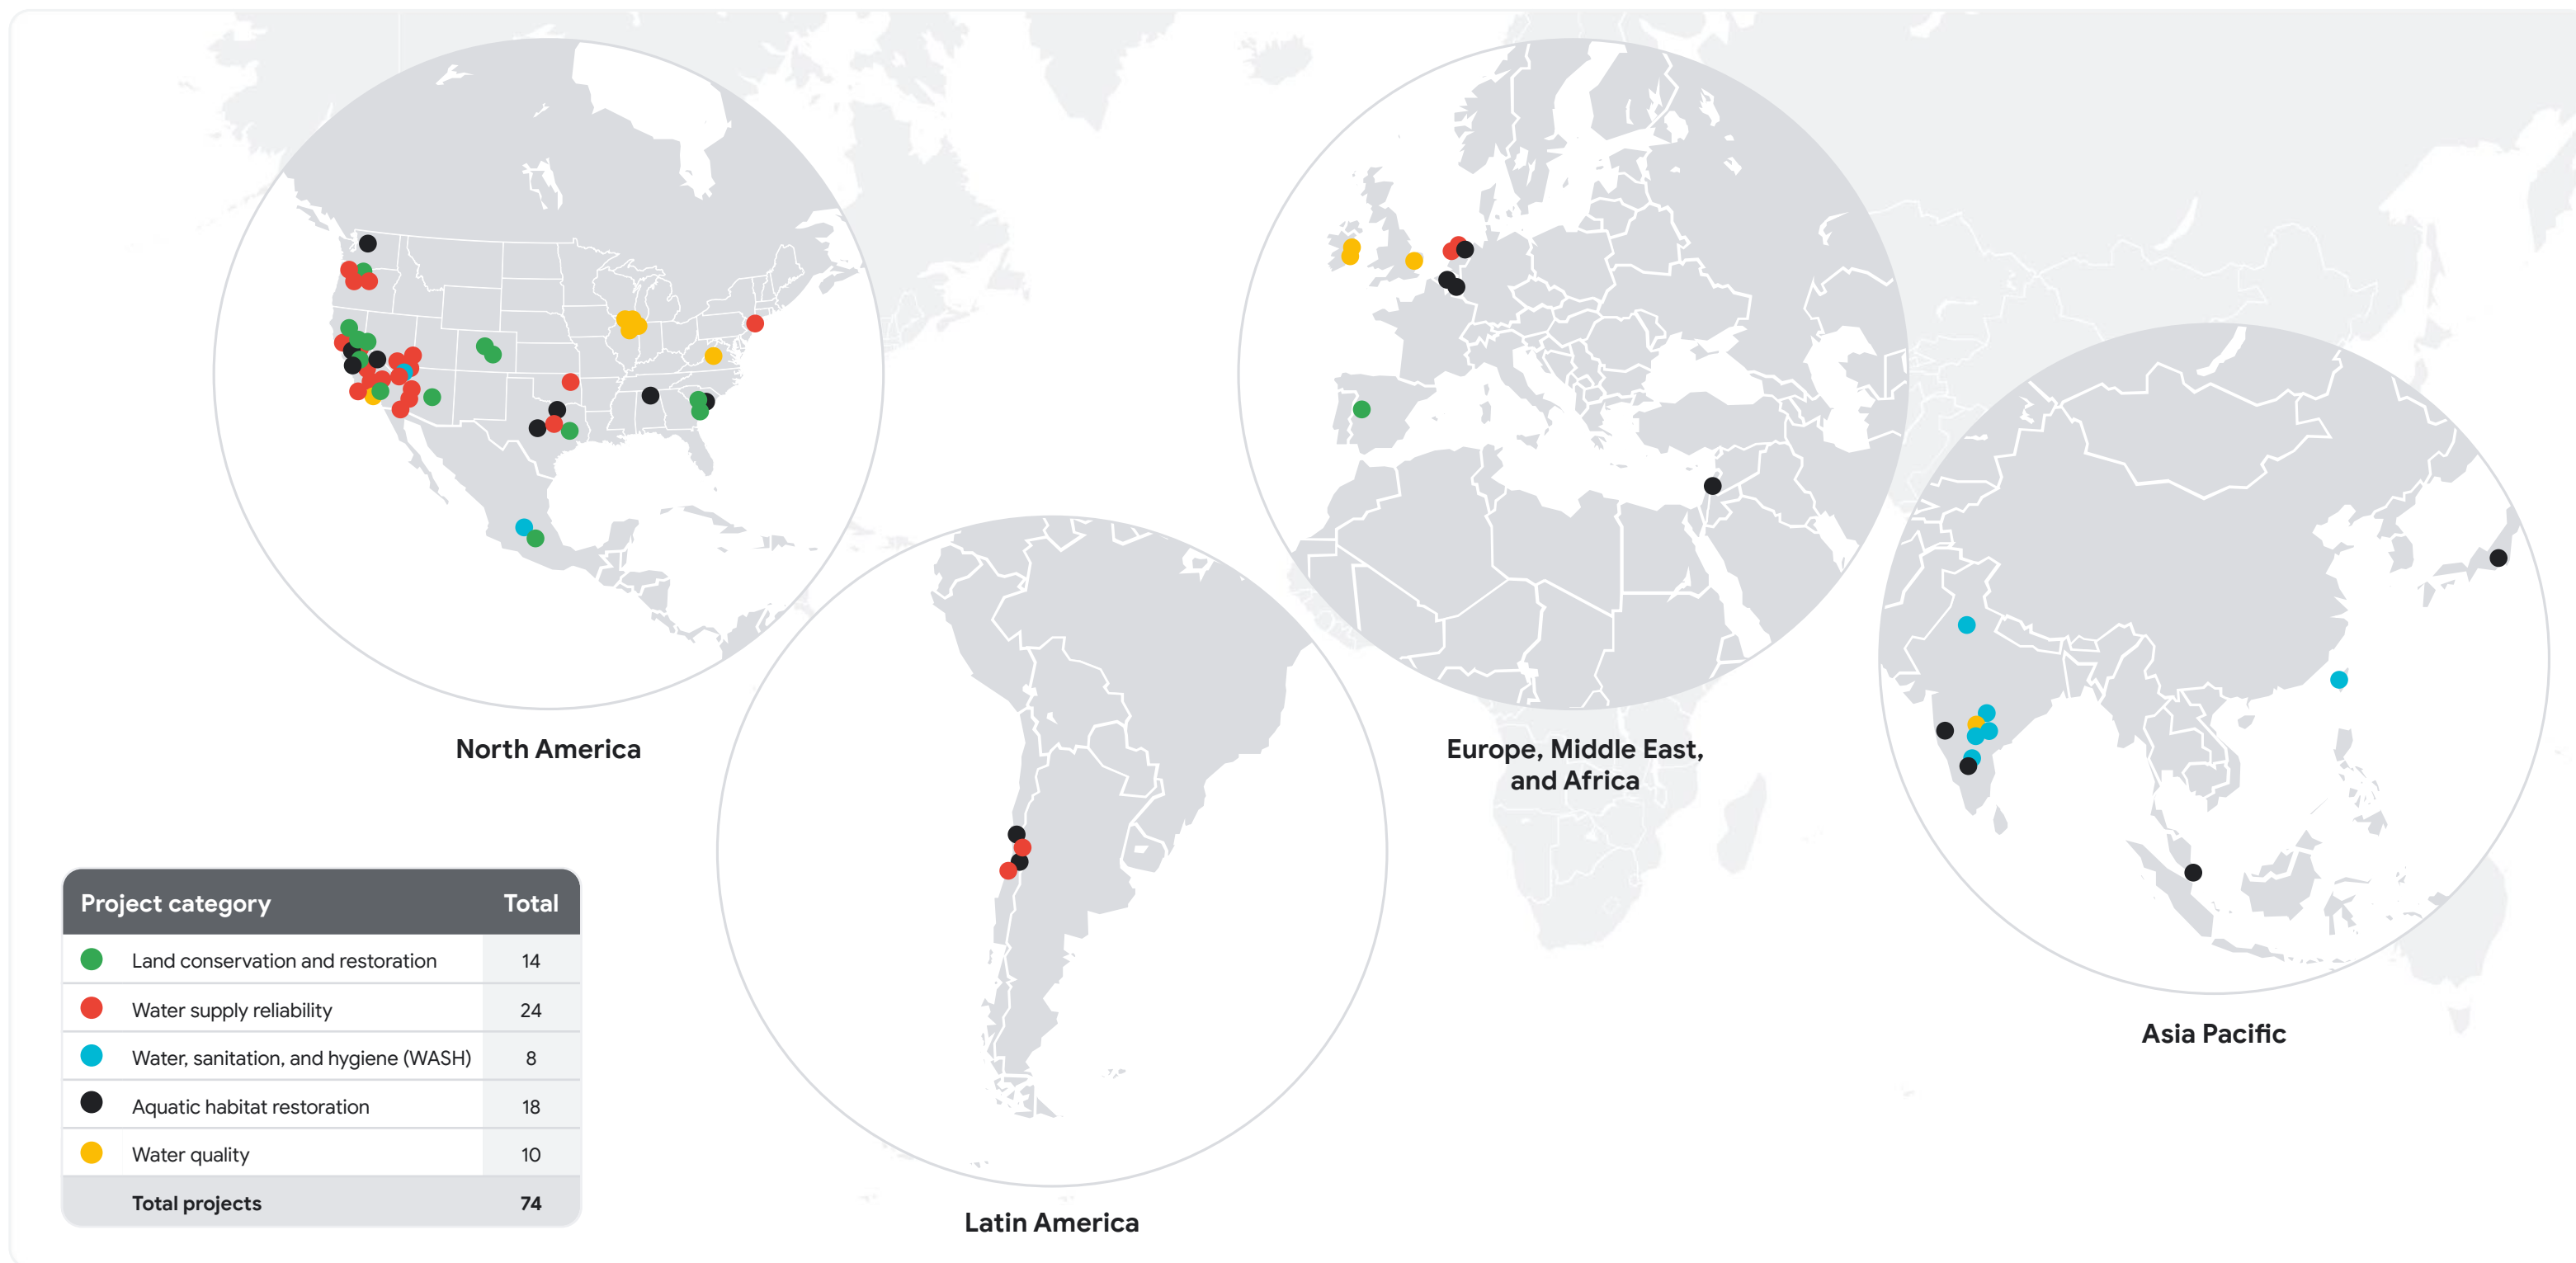 North America
Europe, Middle East,
and Africa
Latin America
Asia Pacific
Project category Total
Land conservation and restoration 14
Water supply reliability 24
Water, sanitation, and hygiene (WASH) 8
Aquatic habitat restoration 18
Water quality 10
Total projects 74